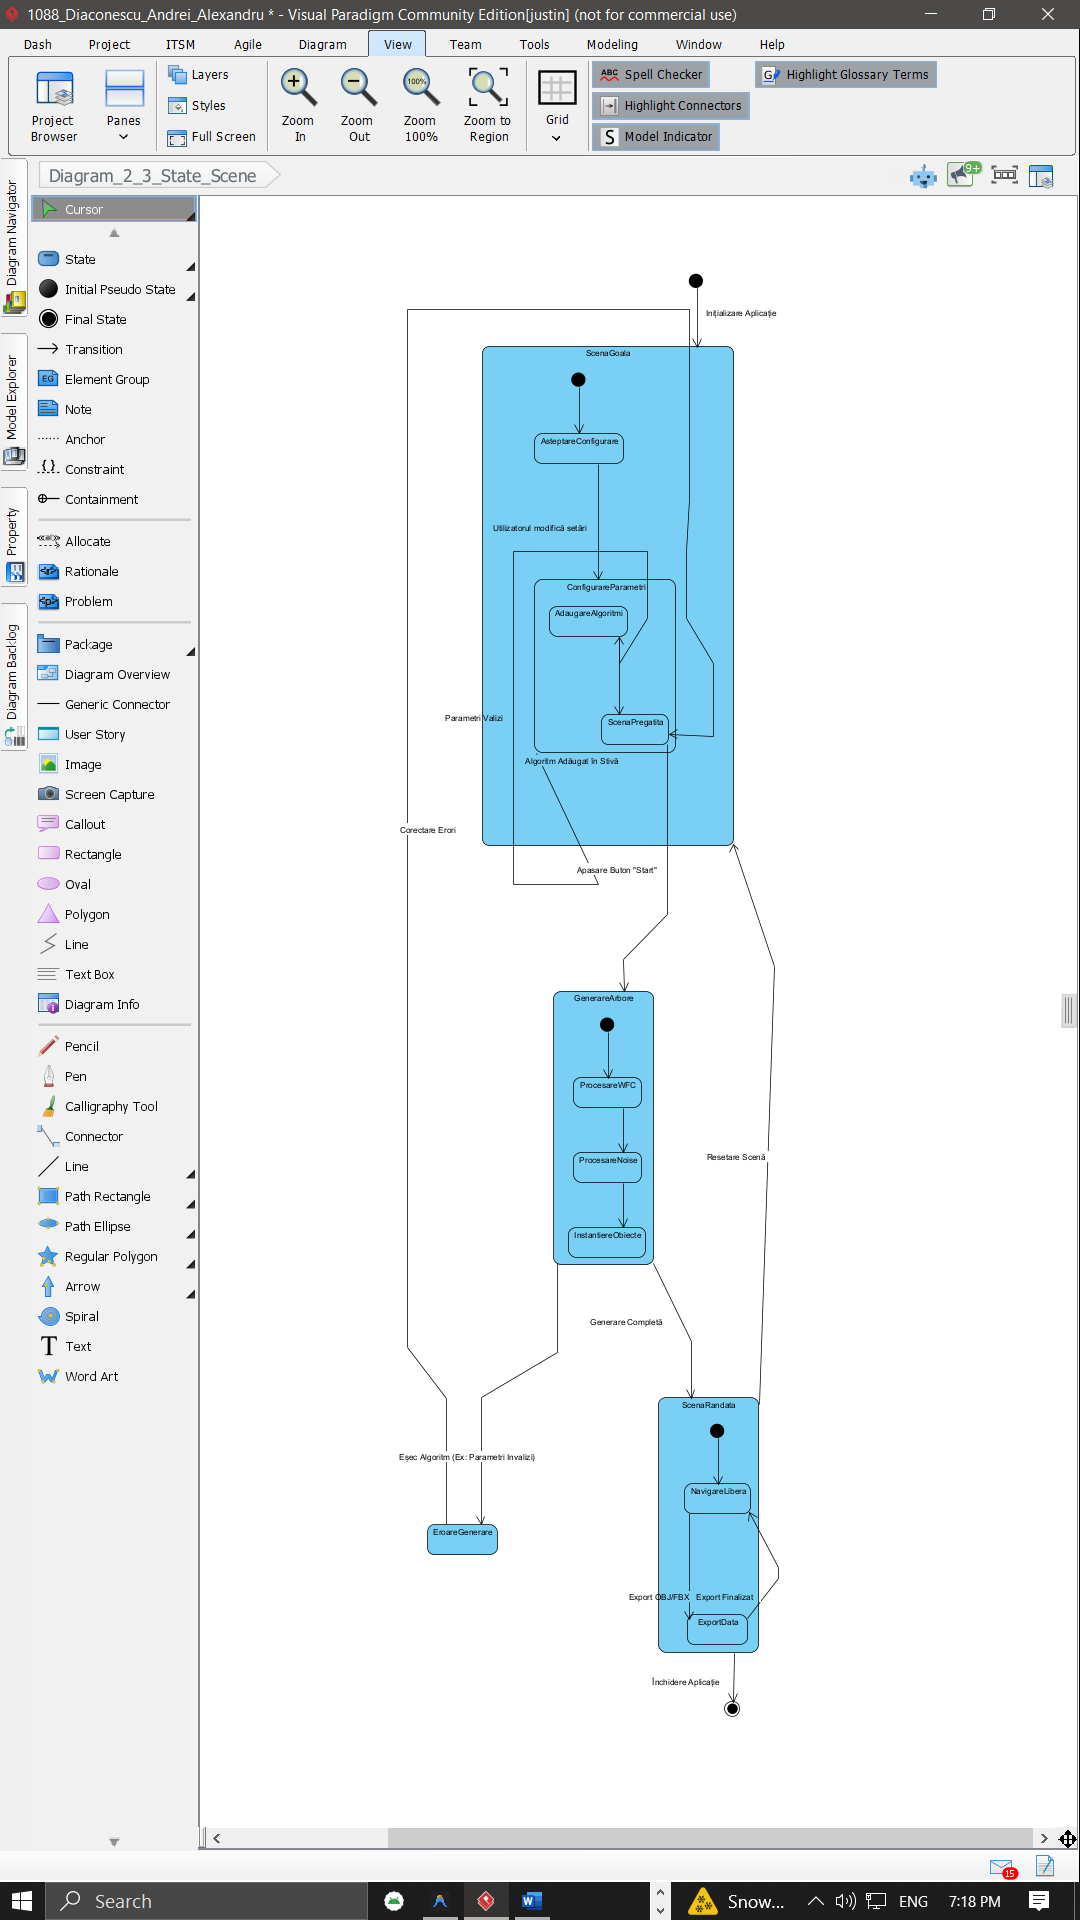 1088_Diaconescu_Andrei_Alexandru * - Visual Paradigm Community Edition[justin] (not for commercial use)
Dash Project ITSM Agile Diagram View Team Tools Modeling Window Help
Project Browser
Panes
Layers
Styles
Full Screen
Zoom In
Zoom Out
100%
Zoom 100%
Zoom to Region
Grid
ABC Spell Checker
Highlight Connectors
S Model Indicator
G Highlight Glossary Terms
Diagram_2_3_State_Scene
9+
Diagram Navigator
Model Explorer
Property
Diagram Backlog
Cursor
State
Initial Pseudo State
Final State
Transition
EG Element Group
Note
Anchor
Constraint
Containment
Allocate
Rationale
Problem
Package
Diagram Overview
Generic Connector
User Story
Image
Screen Capture
Callout
Rectangle
Oval
Polygon
Line
Text Box
Diagram Info
Pencil
Pen
Calligraphy Tool
Connector
Line
Path Rectangle
Path Ellipse
Regular Polygon
Arrow
Spiral
T Text
Word Art
Inițializare Aplicație
ScenaGoala
AsteptareConfigurare
Utilizatorul modifică setări
ConfigurareParametri
AdaugareAlgoritmi
Parametri Valizi
ScenaPregatita
Algoritm Adăugat în Stivă
Corectare Erori
Apasare Buton "Start"
GenerareArbore
ProcesareWFC
ProcesareNoise
InstantiereObiecte
Resetare Scenă
Generare Completă
ScenaRandata
Eșec Algoritm (Ex: Parametri Invalizi)
NavigareLibera
EroareGenerare
Export OBJ/FBX
Export Finalizat
ExportData
Închidere Aplicație
15
Search
Snow...
ENG
7:18 PM